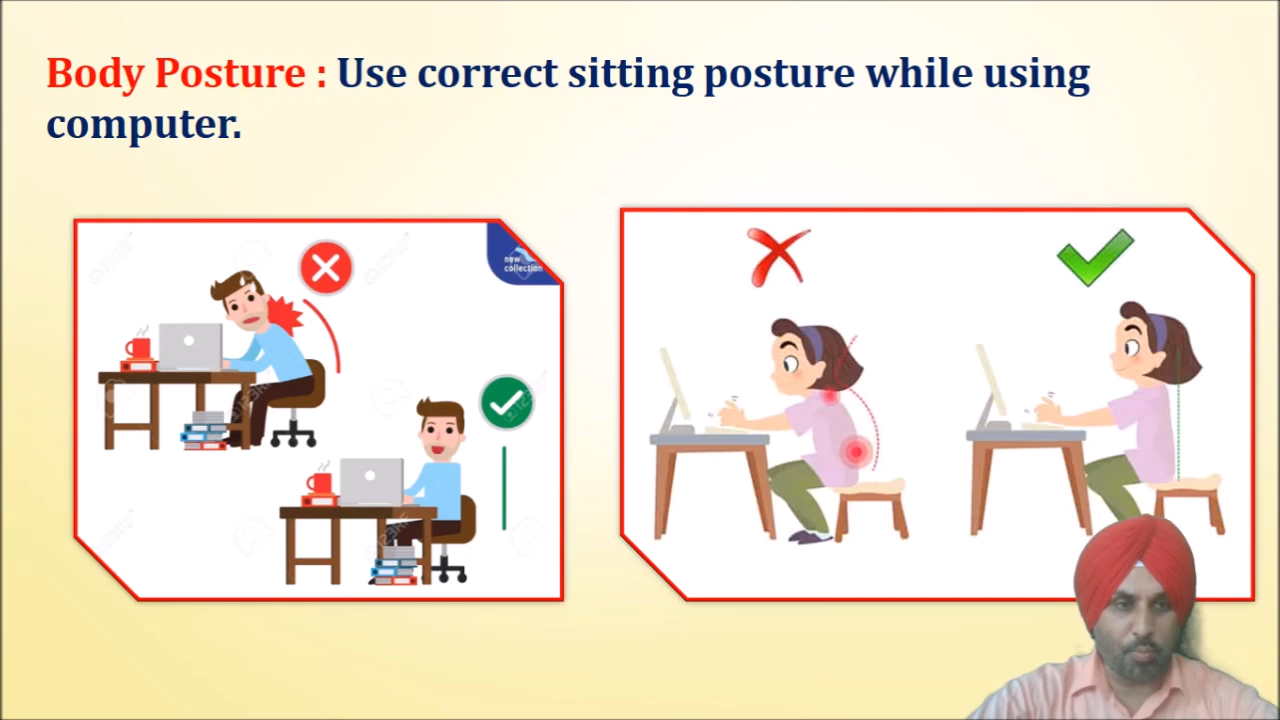 Body Posture : Use correct sitting posture while using
computer.
new
collection